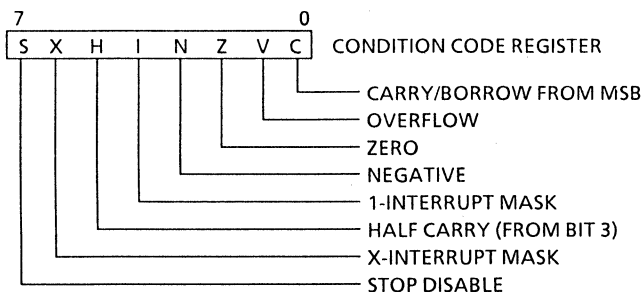 7 0
S X H I N Z V C CONDITION CODE REGISTER
CARRY/BORROW FROM MSB
OVERFLOW
ZERO
NEGATIVE
1-INTERRUPT MASK
HALF CARRY (FROM BIT 3)
X-INTERRUPT MASK
STOP DISABLE